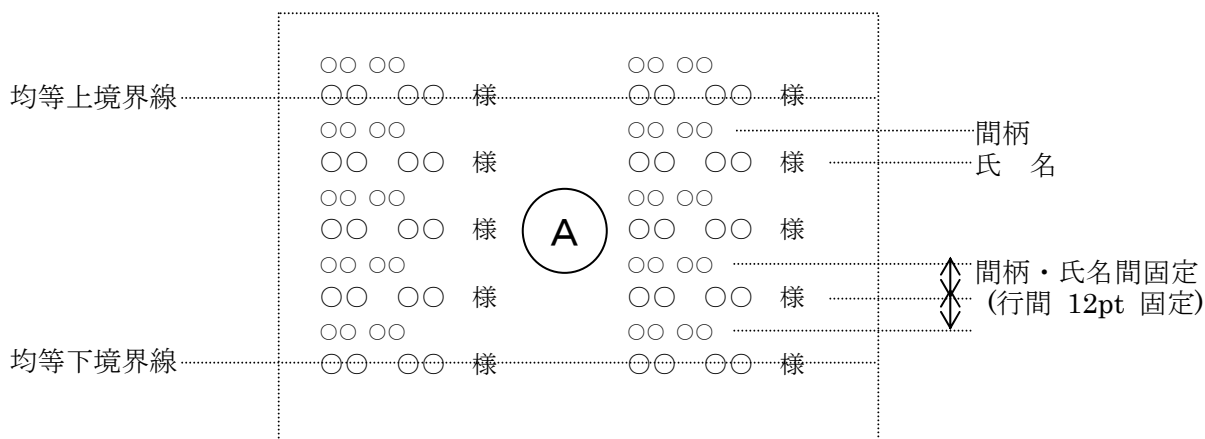 ○○ ○○ ○○ ○○
均等上境界線 ○○ ○○ 様 ○○ ○○ 様
○○ ○○ ○○ ○○ 間柄
○○ ○○ 様 ○○ ○○ 様 氏 名
○○ ○○ ○○ ○○
○○ ○○ 様 A ○○ ○○ 様
○○ ○○ ○○ ○○ 間柄・氏名間固定
○○ ○○ 様 ○○ ○○ 様 (行間 12pt 固定)
○○ ○○ ○○ ○○
均等下境界線 ○○ ○○ 様 ○○ ○○ 様